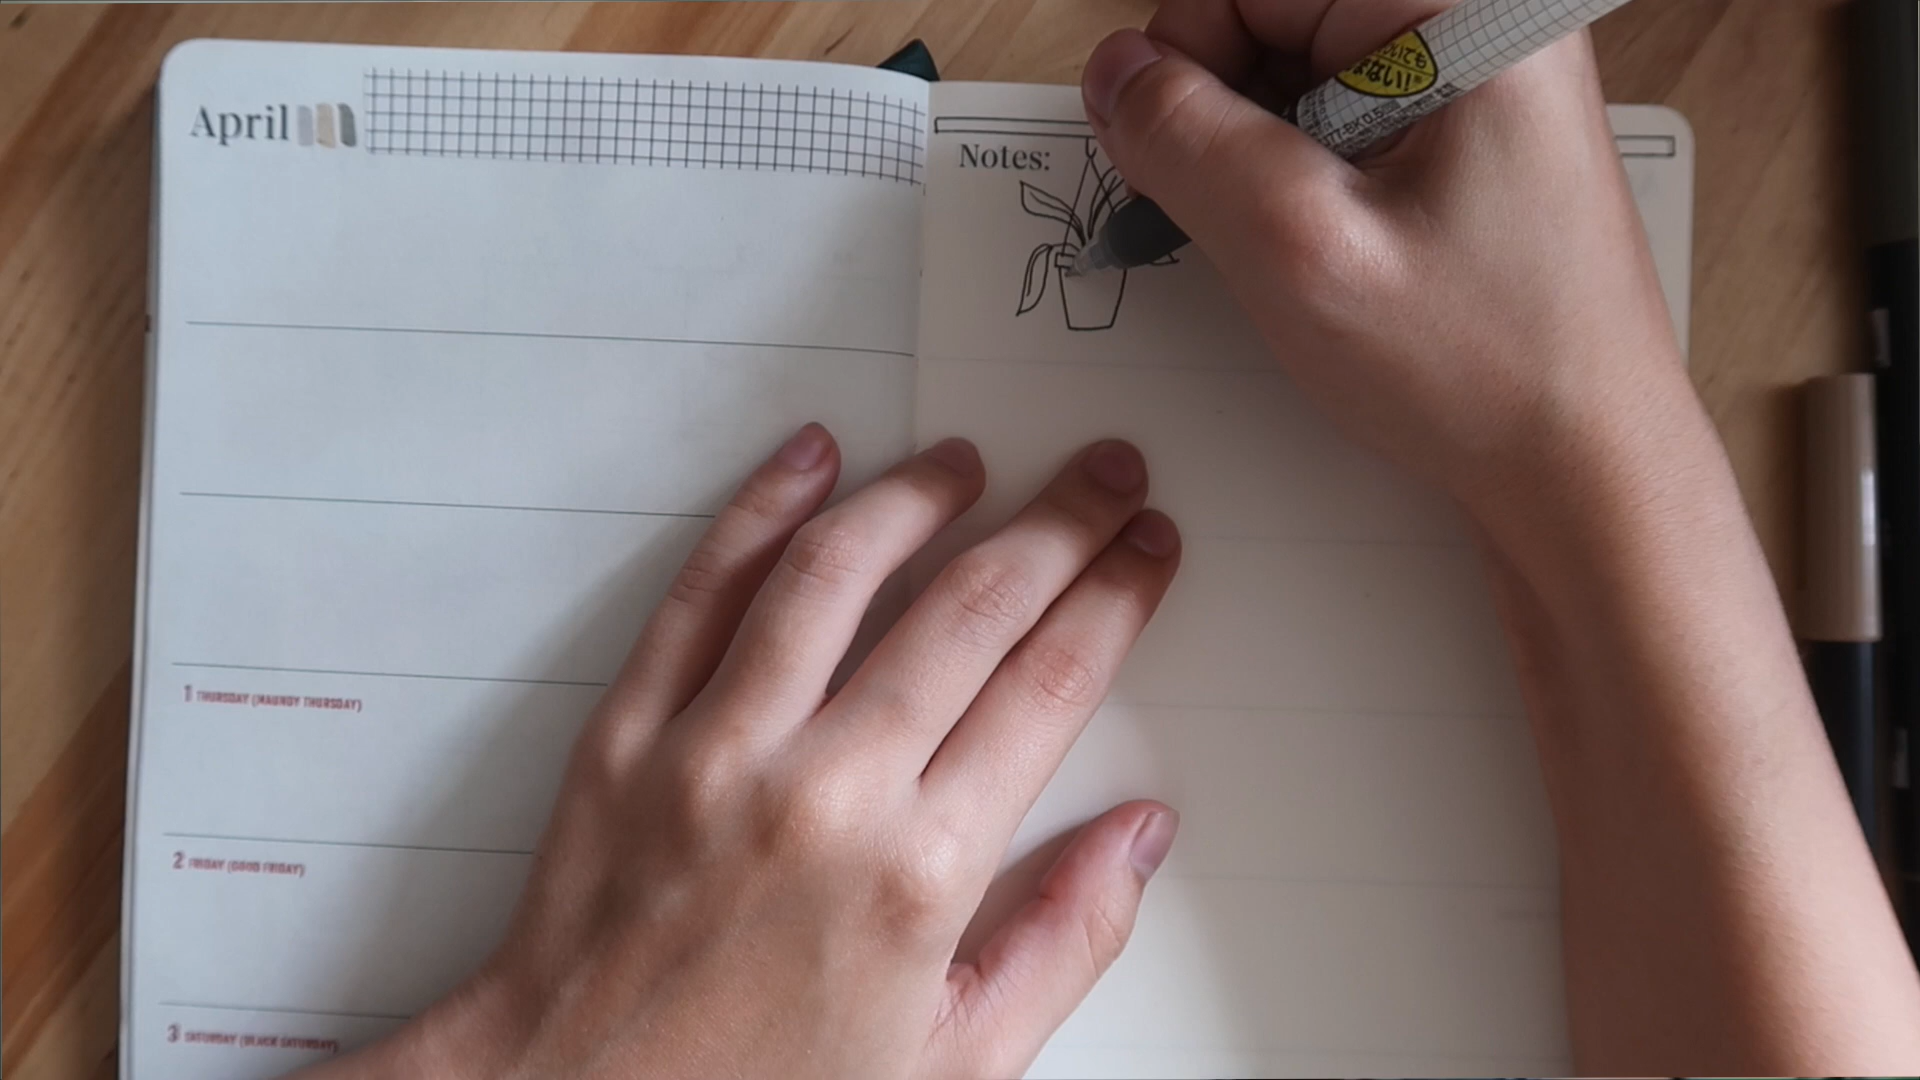 April
Notes:
1 THURSDAY (MAUNDY THURSDAY)
2 FRIDAY (GOOD FRIDAY)
3 SATURDAY (BLACK SATURDAY)